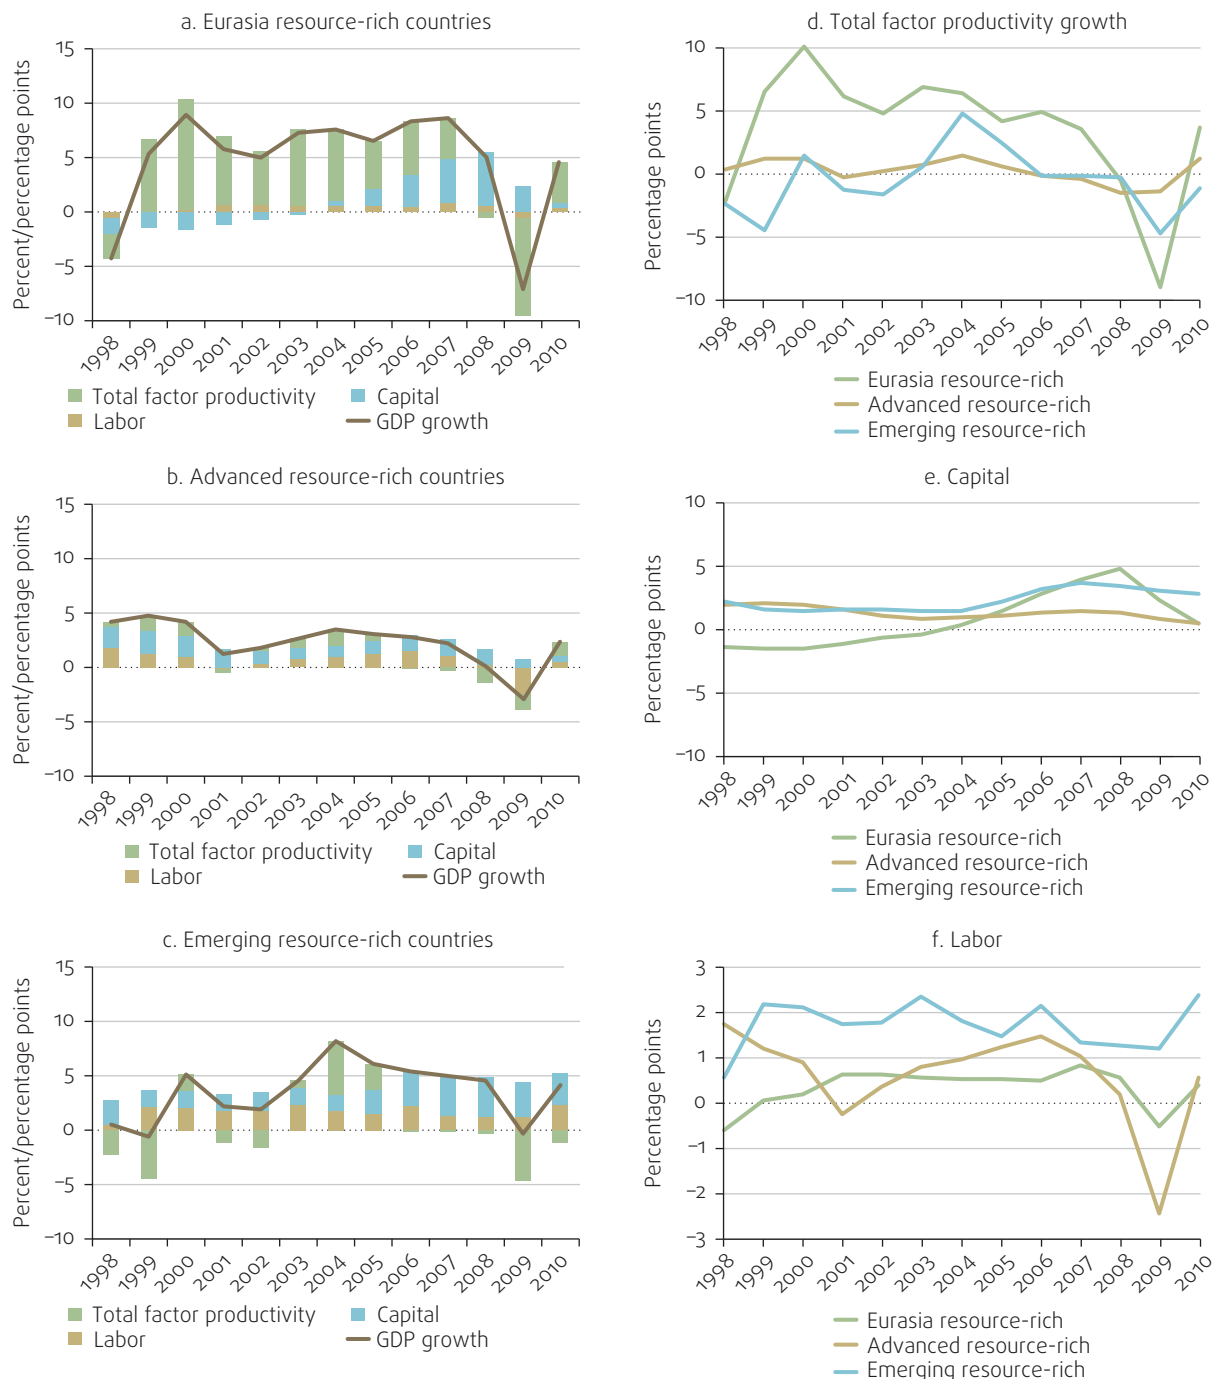 a. Eurasia resource-rich countries
Percent/percentage points
15
10
5
0
−5
−10
1998 1999 2000 2001 2002 2003 2004 2005 2006 2007 2008 2009 2010
Total factor productivity Capital
Labor GDP growth
b. Advanced resource-rich countries
Percent/percentage points
15
10
5
0
−5
−10
1998 1999 2000 2001 2002 2003 2004 2005 2006 2007 2008 2009 2010
Total factor productivity Capital
Labor GDP growth
c. Emerging resource-rich countries
Percent/percentage points
15
10
5
0
−5
−10
1998 1999 2000 2001 2002 2003 2004 2005 2006 2007 2008 2009 2010
Total factor productivity Capital
Labor GDP growth
d. Total factor productivity growth
Percentage points
10
5
0
−5
−10
1998 1999 2000 2001 2002 2003 2004 2005 2006 2007 2008 2009 2010
Eurasia resource-rich
Advanced resource-rich
Emerging resource-rich
e. Capital
Percentage points
10
5
0
−5
−10
1998 1999 2000 2001 2002 2003 2004 2005 2006 2007 2008 2009 2010
Eurasia resource-rich
Advanced resource-rich
Emerging resource-rich
f. Labor
Percentage points
3
2
1
0
−1
−2
−3
1998 1999 2000 2001 2002 2003 2004 2005 2006 2007 2008 2009 2010
Eurasia resource-rich
Advanced resource-rich
Emerging resource-rich